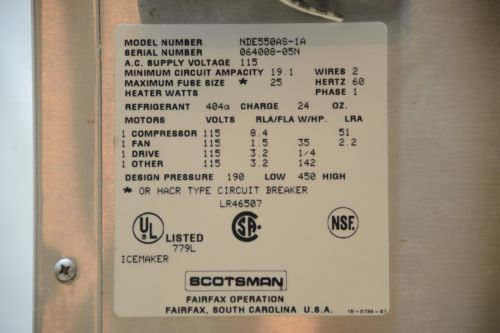 MODEL NUMBER NDE550AS-1A
SERIAL NUMBER 064008-05N
A.C. SUPPLY VOLTAGE 115
MINIMUM CIRCUIT AMPACITY 19.1 WIRES 2
MAXIMUM FUSE SIZE * 25 HERTZ 60
HEATER WATTS PHASE 1
REFRIGERANT 404a CHARGE 24 OZ.
MOTORS VOLTS RLA/FLA W/HP. LRA
1 COMPRESSOR 115 8.4 51
1 FAN 115 1.5 35 2.2
1 DRIVE 115 3.2 1/4
1 OTHER 115 3.2 142
DESIGN PRESSURE 190 LOW 450 HIGH
* OR HACR TYPE CIRCUIT BREAKER
LR46507
UL LISTED SA NSF
779L
ICEMAKER
SCOTSMAN
FAIRFAX OPERATION
FAIRFAX, SOUTH CAROLINA U.S.A.
15-0734-01